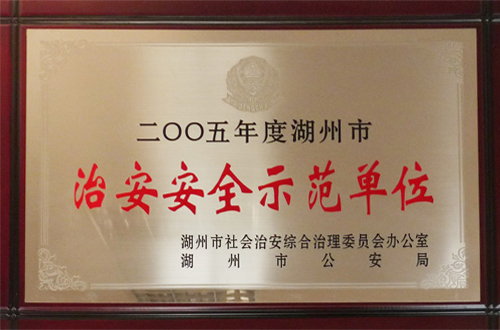 二〇〇五年度湖州市
治安安全示范单位
湖州市社会治安综合治理委员会办公室
湖州市公安局